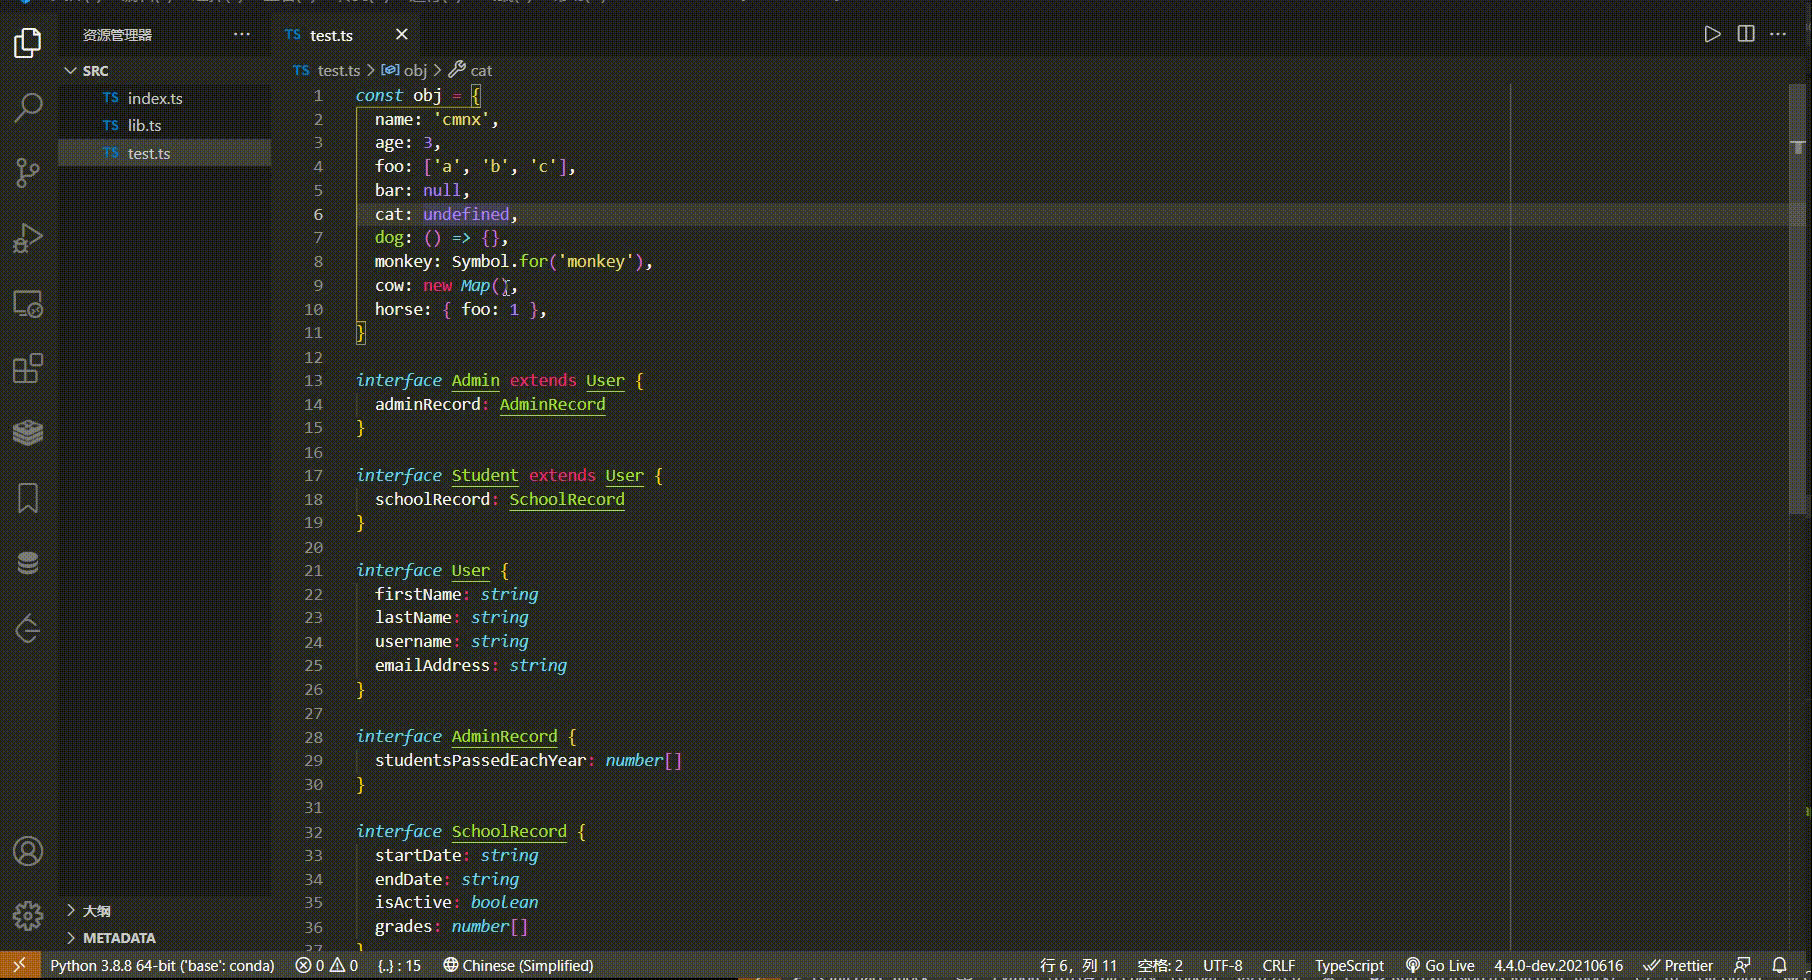 资源管理器
SRC
TS index.ts
TS lib.ts
TS test.ts
大纲
METADATA
TS test.ts
TS test.ts > obj > cat
1 const obj = {
2 name: 'cmnx',
3 age: 3,
4 foo: ['a', 'b', 'c'],
5 bar: null,
6 cat: undefined,
7 dog: () => {},
8 monkey: Symbol.for('monkey'),
9 cow: new Map(),
10 horse: { foo: 1 },
11 }
12
13 interface Admin extends User {
14 adminRecord: AdminRecord
15 }
16
17 interface Student extends User {
18 schoolRecord: SchoolRecord
19 }
20
21 interface User {
22 firstName: string
23 lastName: string
24 username: string
25 emailAddress: string
26 }
27
28 interface AdminRecord {
29 studentsPassedEachYear: number[]
30 }
31
32 interface SchoolRecord {
33 startDate: string
34 endDate: string
35 isActive: boolean
36 grades: number[]
37 }
Python 3.8.8 64-bit ('base': conda) 0 0 {..} : 15 Chinese (Simplified) 行 6，列 11 空格: 2 UTF-8 CRLF TypeScript Go Live 4.4.0-dev.20210616 Prettier